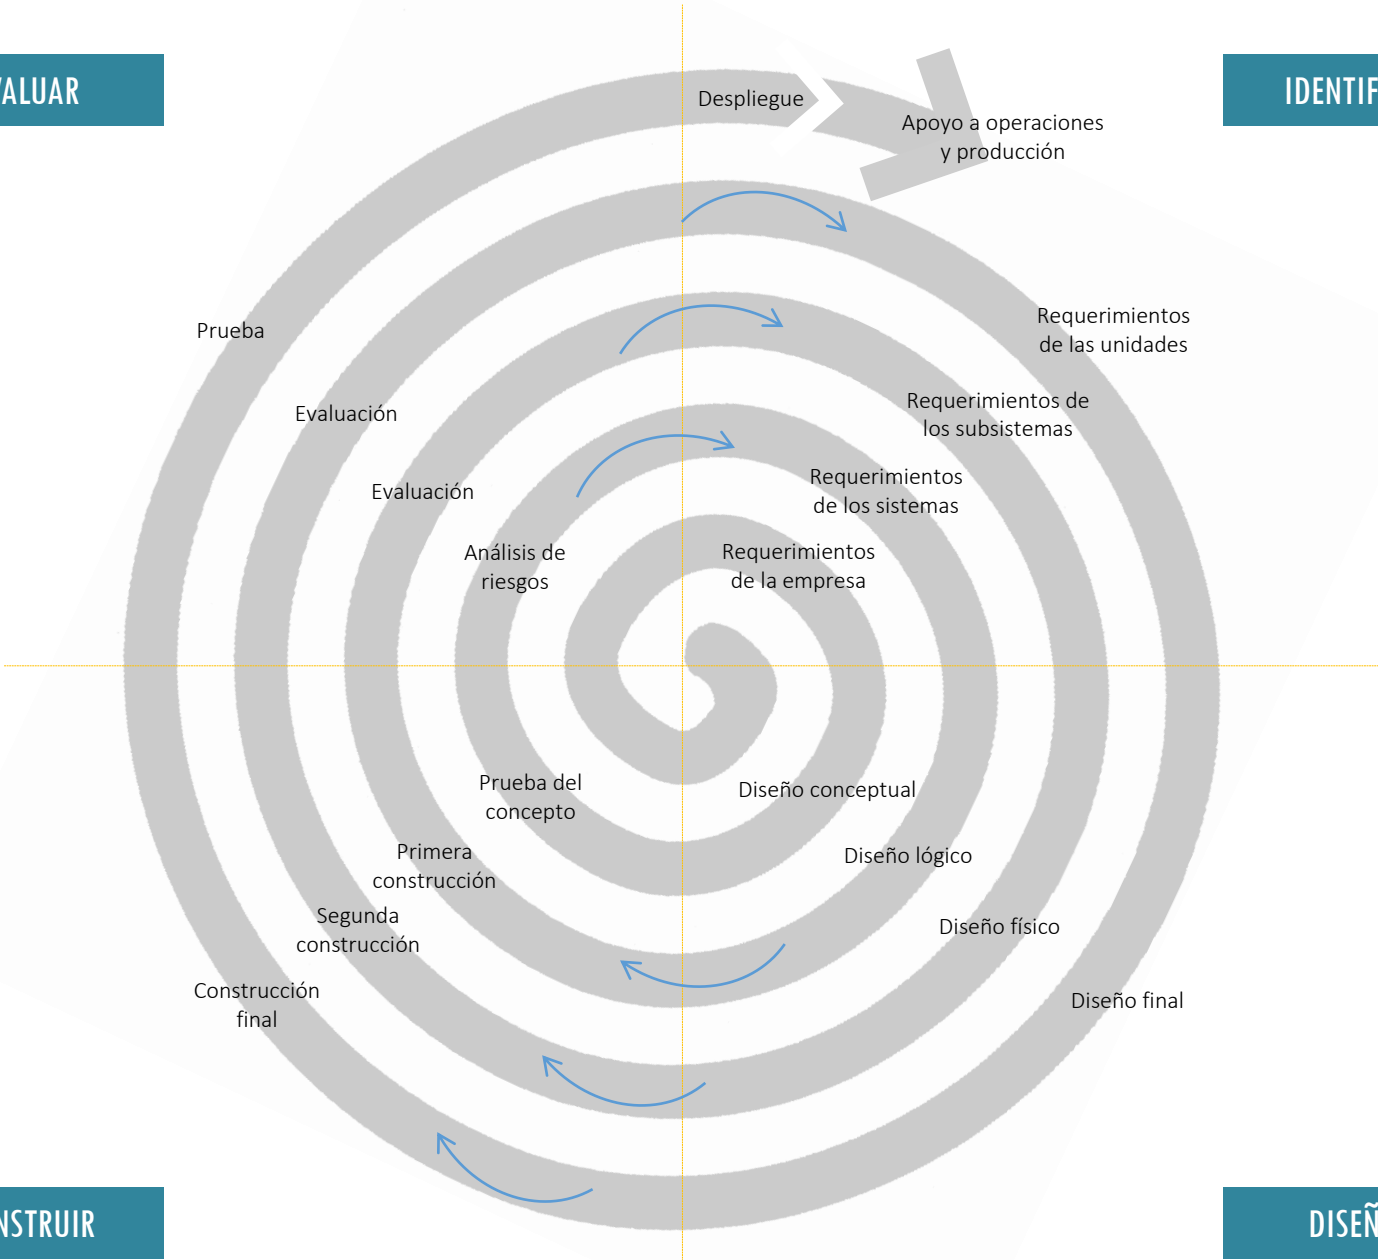 VALUAR
IDENTIF
Despliegue
Apoyo a operaciones
y producción
Prueba
Requerimientos
de las unidades
Evaluación
Requerimientos de
los subsistemas
Evaluación
Requerimientos
de los sistemas
Análisis de
riesgos
Requerimientos
de la empresa
Prueba del
concepto
Diseño conceptual
Primera
construcción
Diseño lógico
Segunda
construcción
Diseño físico
Construcción
final
Diseño final
NSTRUIR
DISEÑ